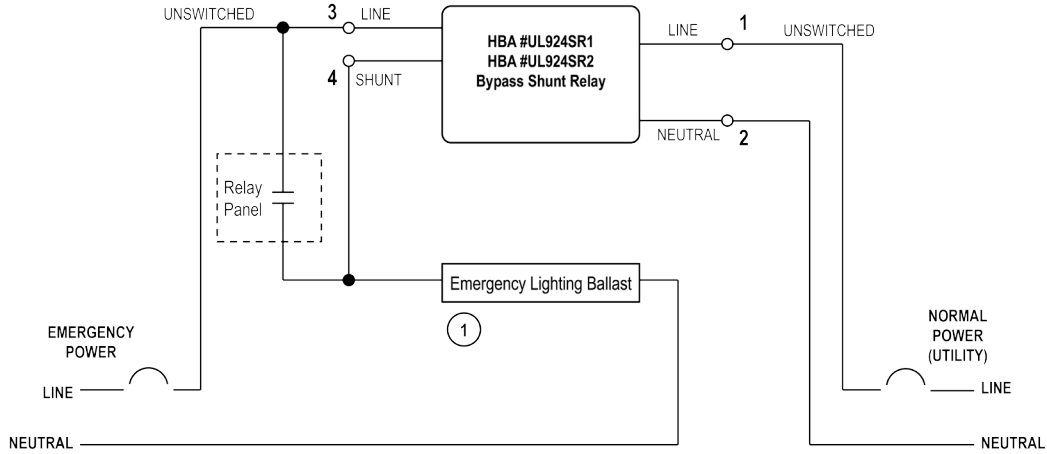 UNSWITCHED
3
LINE
HBA #UL924SR1
HBA #UL924SR2
Bypass Shunt Relay
LINE
1
UNSWITCHED
4
SHUNT
NEUTRAL
2
Relay
Panel
Emergency Lighting Ballast
1
EMERGENCY
POWER
LINE
NEUTRAL
NORMAL
POWER
(UTILITY)
LINE
NEUTRAL